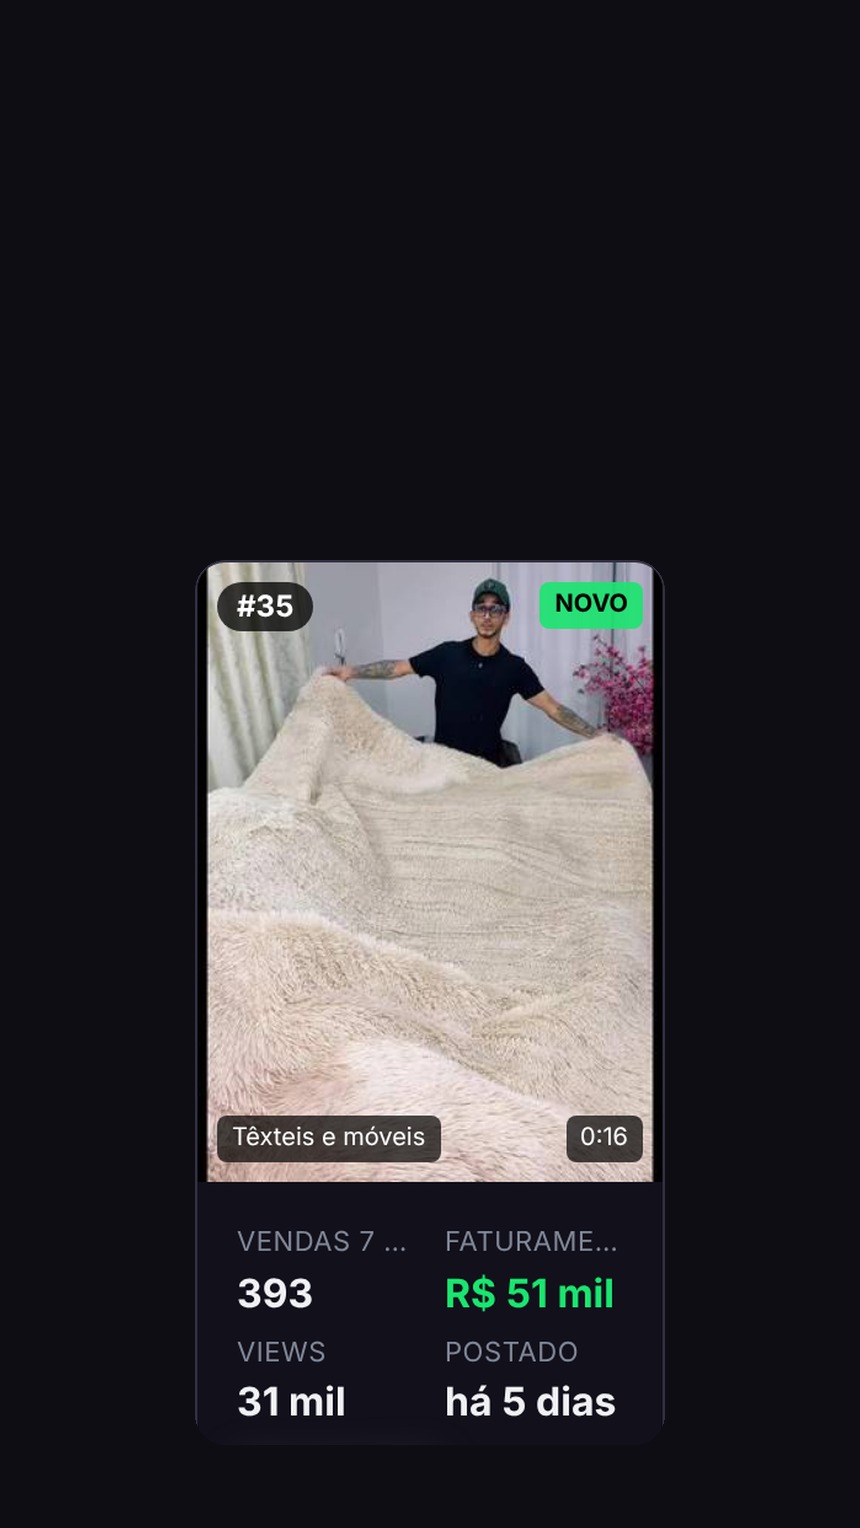 #35
NOVO
Têxteis e móveis
0:16
VENDAS 7 ...
FATURAME...
393
R$ 51 mil
VIEWS
POSTADO
31 mil
há 5 dias